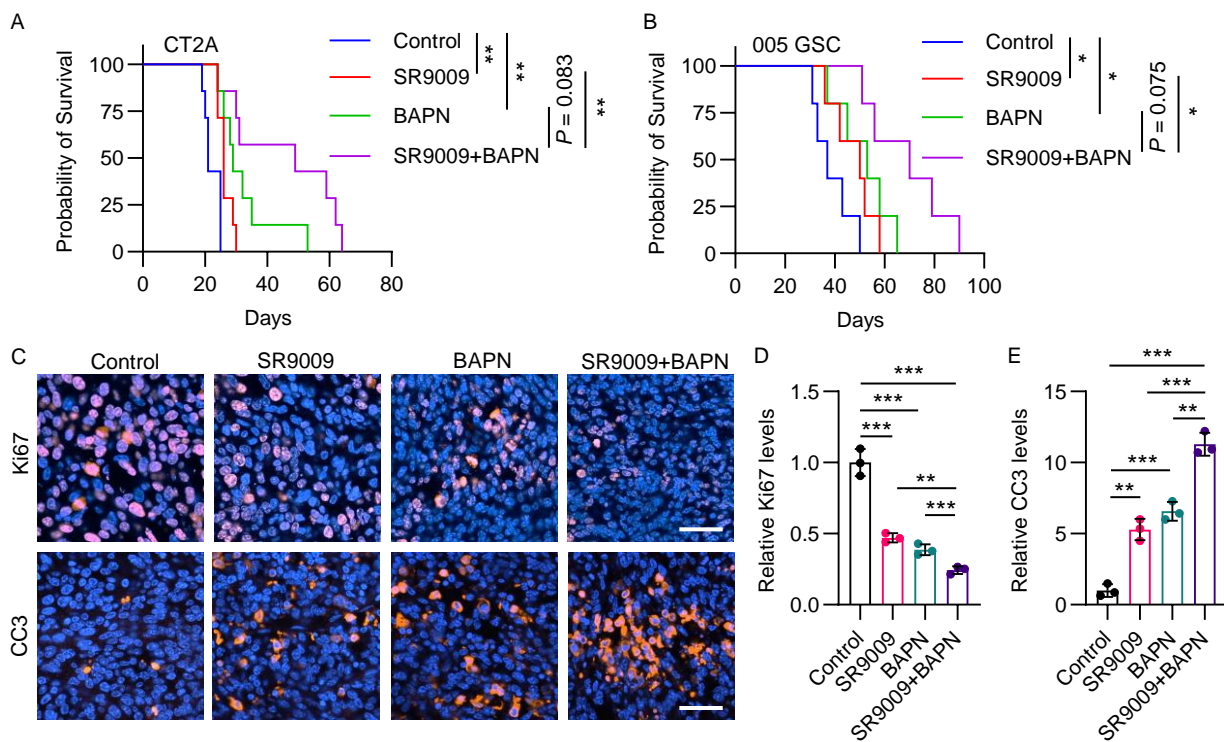 A
CT2A
Control
SR9009
BAPN
SR9009+BAPN
**
**
P = 0.083
**
Probability of Survival
100
75
50
25
0
0 20 40 60 80
Days
B
005 GSC
Control
SR9009
BAPN
SR9009+BAPN
*
*
P = 0.075
*
Probability of Survival
100
75
50
25
0
0 20 40 60 80 100
Days
C
Control SR9009 BAPN SR9009+BAPN
Ki67
CC3
D
Relative Ki67 levels
1.5
1.0
0.5
0.0
***
***
***
**
***
Control
SR9009
BAPN
SR9009+BAPN
E
Relative CC3 levels
15
10
5
0
***
***
**
***
**
Control
SR9009
BAPN
SR9009+BAPN